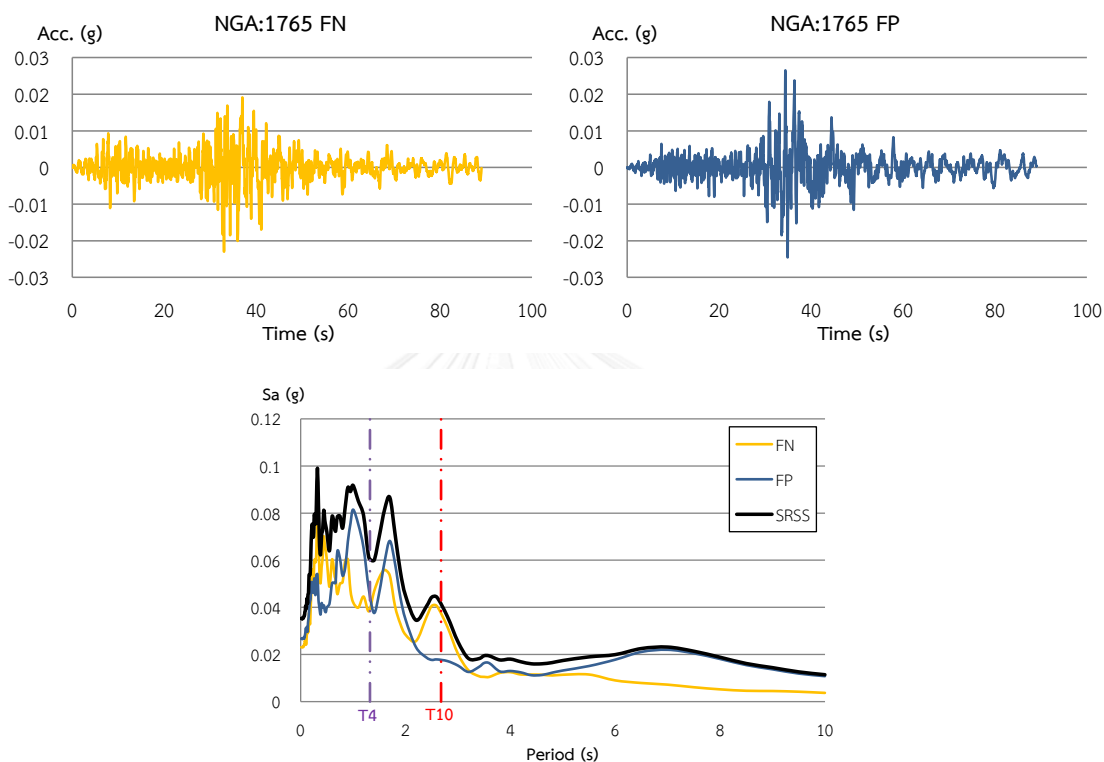 NGA:1765 FN
Acc. (g)
0.03
0.02
0.01
0
-0.01
-0.02
-0.03
0 20 40 60 80 100
Time (s)
NGA:1765 FP
Acc. (g)
0.03
0.02
0.01
0
-0.01
-0.02
-0.03
0 20 40 60 80 100
Time (s)
Sa (g)
0.12
0.1
0.08
0.06
0.04
0.02
0
FN
FP
SRSS
T4 T10
0 2 4 6 8 10
Period (s)